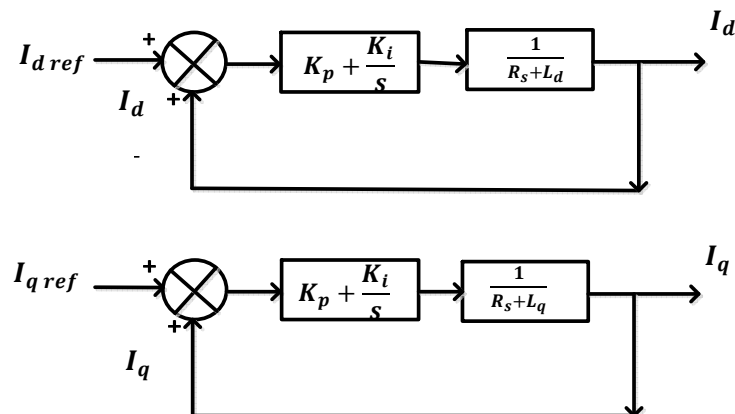 I_d
+
I_d ref
K_p + K_i/s
1/(R_s+L_d)
I_d
+
-
I_q
+
I_q ref
K_p + K_i/s
1/(R_s+L_q)
+
I_q